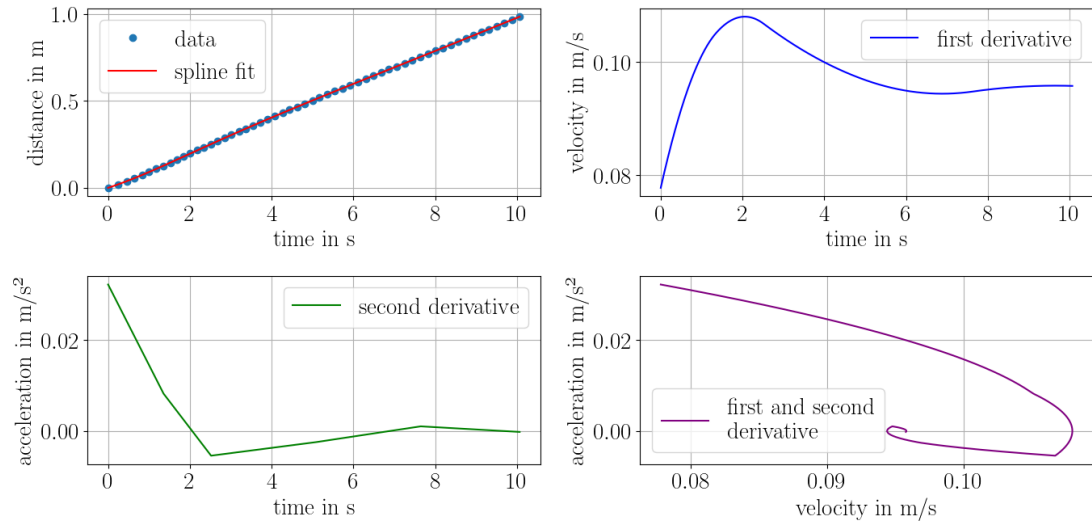 1.0
0.5
0.0
distance in m
data
spline fit
0 2 4 6 8 10
time in s
0.10
0.08
velocity in m/s
first derivative
0 2 4 6 8 10
time in s
0.02
0.00
acceleration in m/s²
second derivative
0 2 4 6 8 10
time in s
0.02
0.00
acceleration in m/s²
first and second
derivative
0.08 0.09 0.10
velocity in m/s